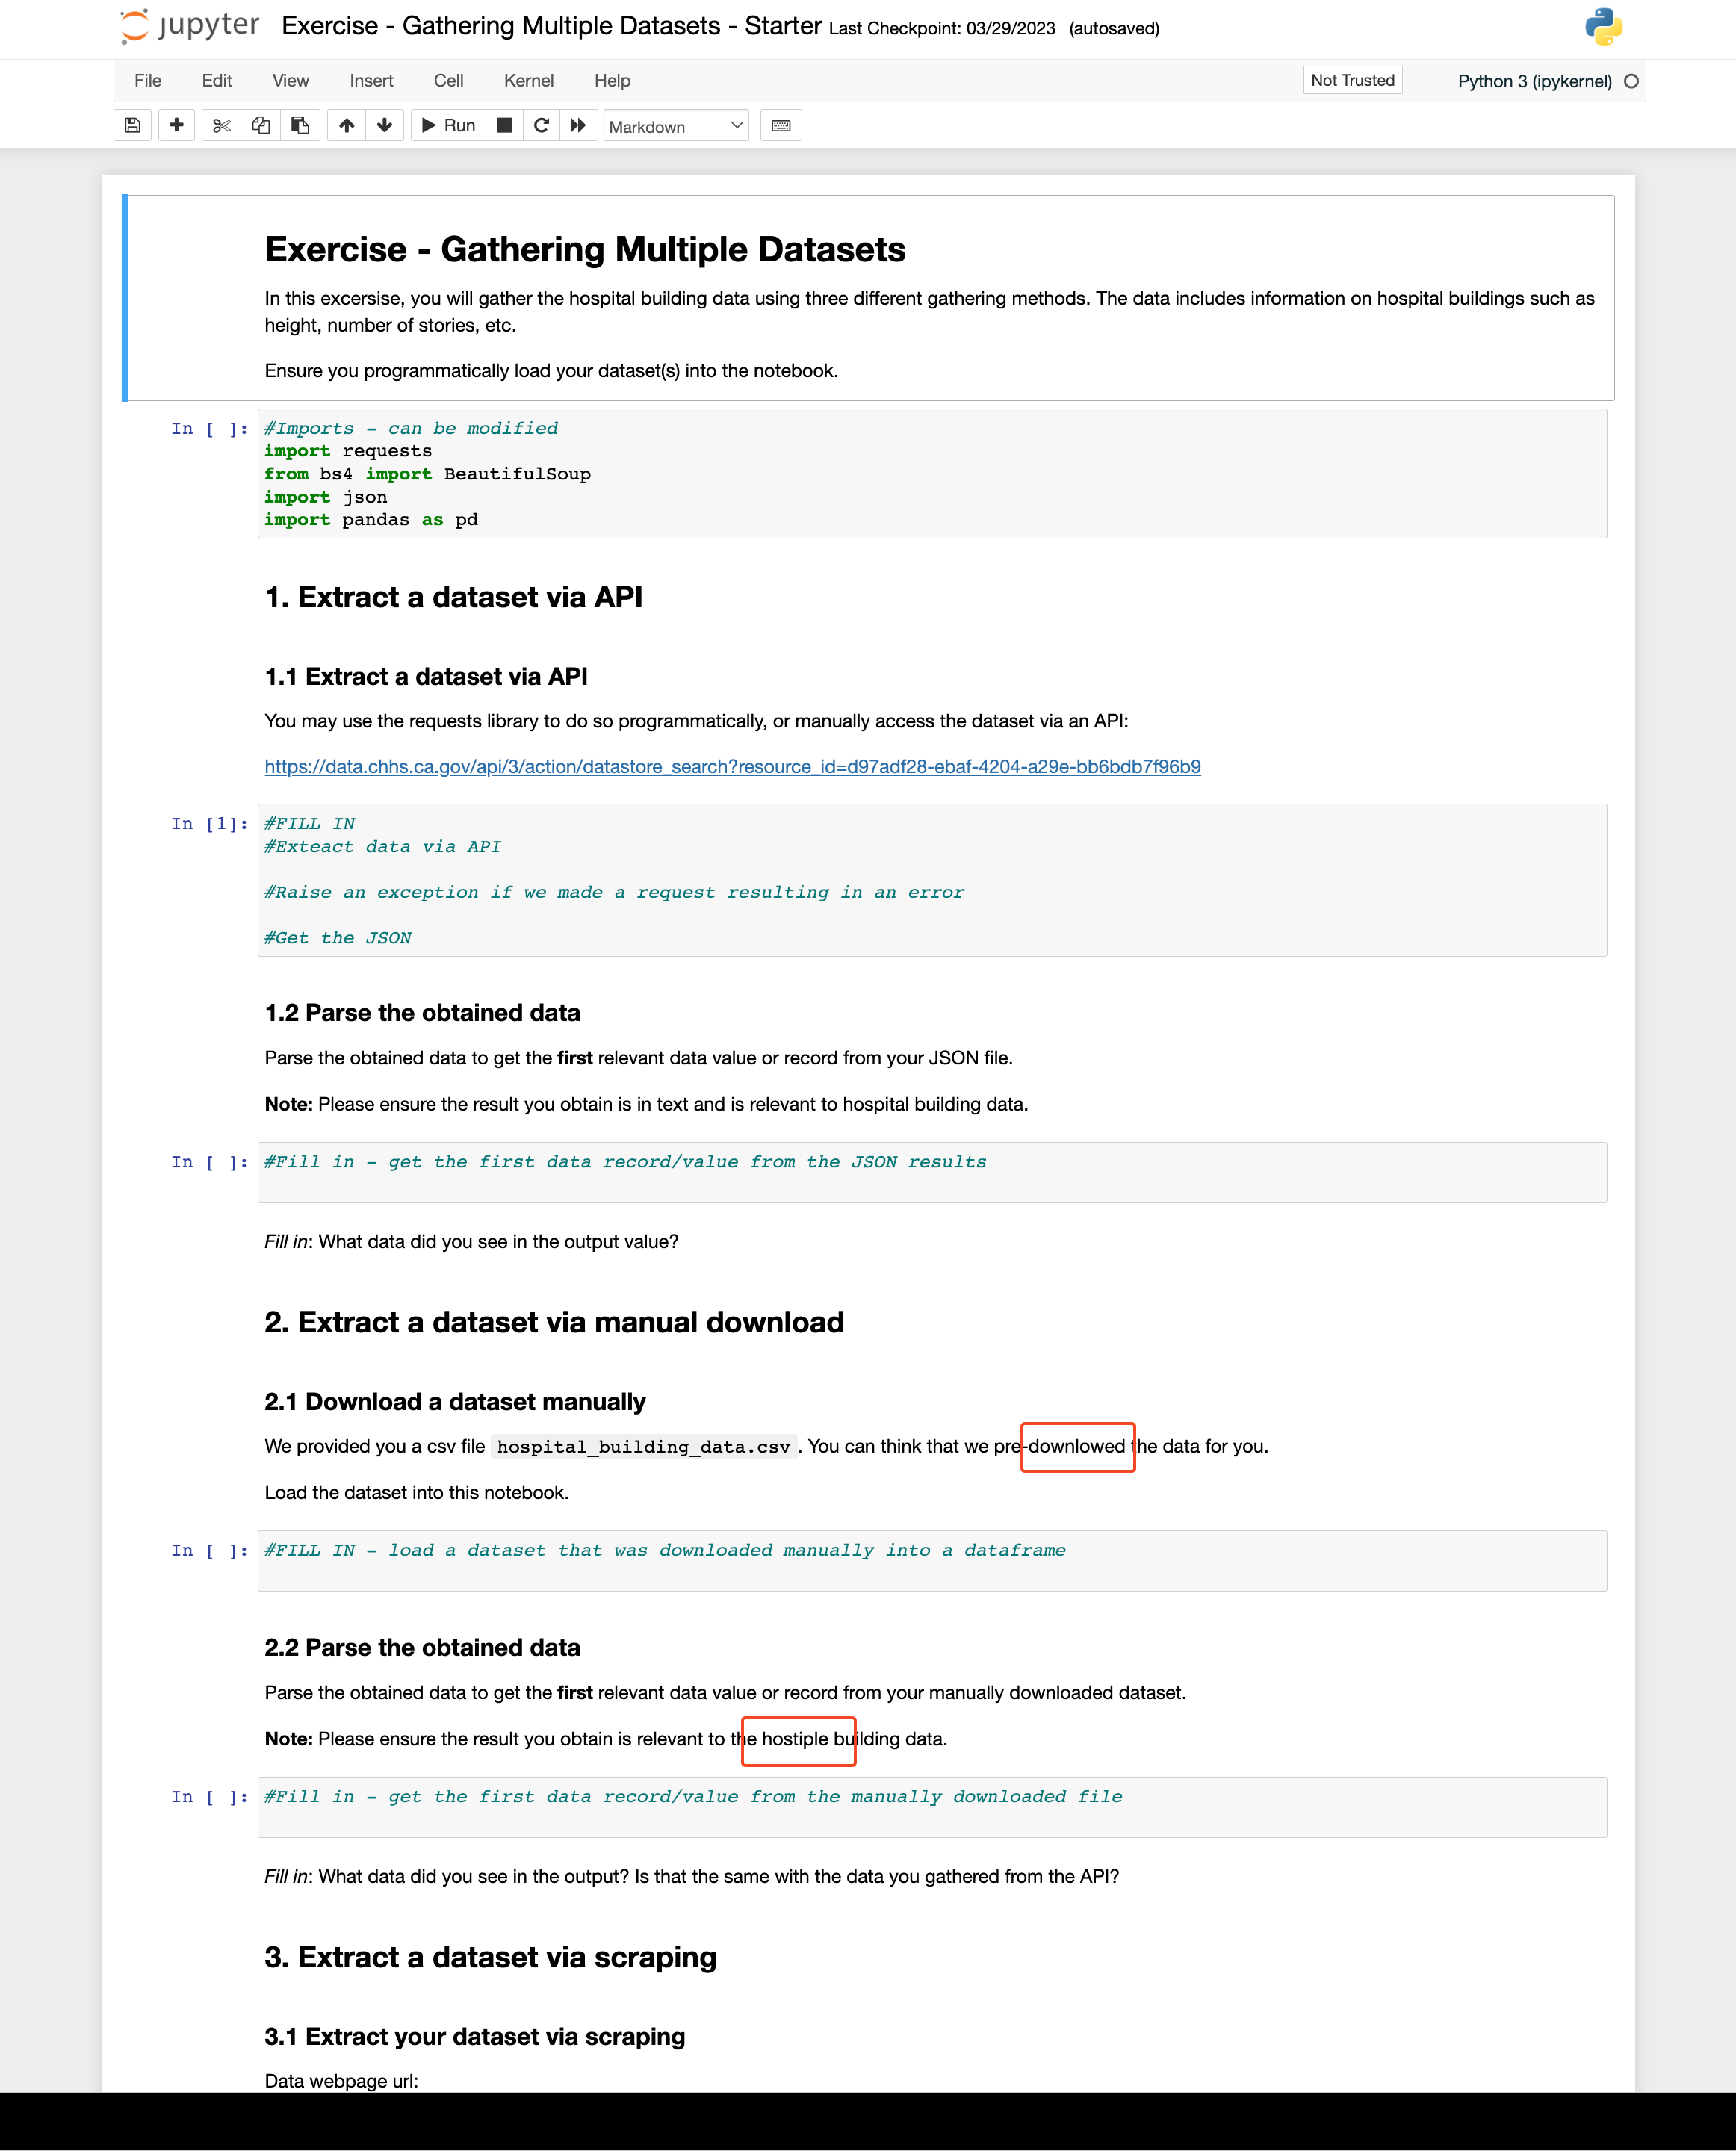 jupyter Exercise - Gathering Multiple Datasets - Starter Last Checkpoint: 03/29/2023 (autosaved)
File Edit View Insert Cell Kernel Help Not Trusted Python 3 (ipykernel)
Run Markdown
Exercise - Gathering Multiple Datasets
In this excersise, you will gather the hospital building data using three different gathering methods. The data includes information on hospital buildings such as
height, number of stories, etc.
Ensure you programmatically load your dataset(s) into the notebook.
In [ ]: #Imports - can be modified
import requests
from bs4 import BeautifulSoup
import json
import pandas as pd
1. Extract a dataset via API
1.1 Extract a dataset via API
You may use the requests library to do so programmatically, or manually access the dataset via an API:
https://data.chhs.ca.gov/api/3/action/datastore_search?resource_id=d97adf28-ebaf-4204-a29e-bb6bdb7f96b9
In [1]: #FILL IN
#Exteact data via API
#Raise an exception if we made a request resulting in an error
#Get the JSON
1.2 Parse the obtained data
Parse the obtained data to get the first relevant data value or record from your JSON file.
Note: Please ensure the result you obtain is in text and is relevant to hospital building data.
In [ ]: #Fill in - get the first data record/value from the JSON results
Fill in: What data did you see in the output value?
2. Extract a dataset via manual download
2.1 Download a dataset manually
We provided you a csv file hospital_building_data.csv . You can think that we pre-downlowed the data for you.
Load the dataset into this notebook.
In [ ]: #FILL IN - load a dataset that was downloaded manually into a dataframe
2.2 Parse the obtained data
Parse the obtained data to get the first relevant data value or record from your manually downloaded dataset.
Note: Please ensure the result you obtain is relevant to the hostiple building data.
In [ ]: #Fill in - get the first data record/value from the manually downloaded file
Fill in: What data did you see in the output? Is that the same with the data you gathered from the API?
3. Extract a dataset via scraping
3.1 Extract your dataset via scraping
Data webpage url: